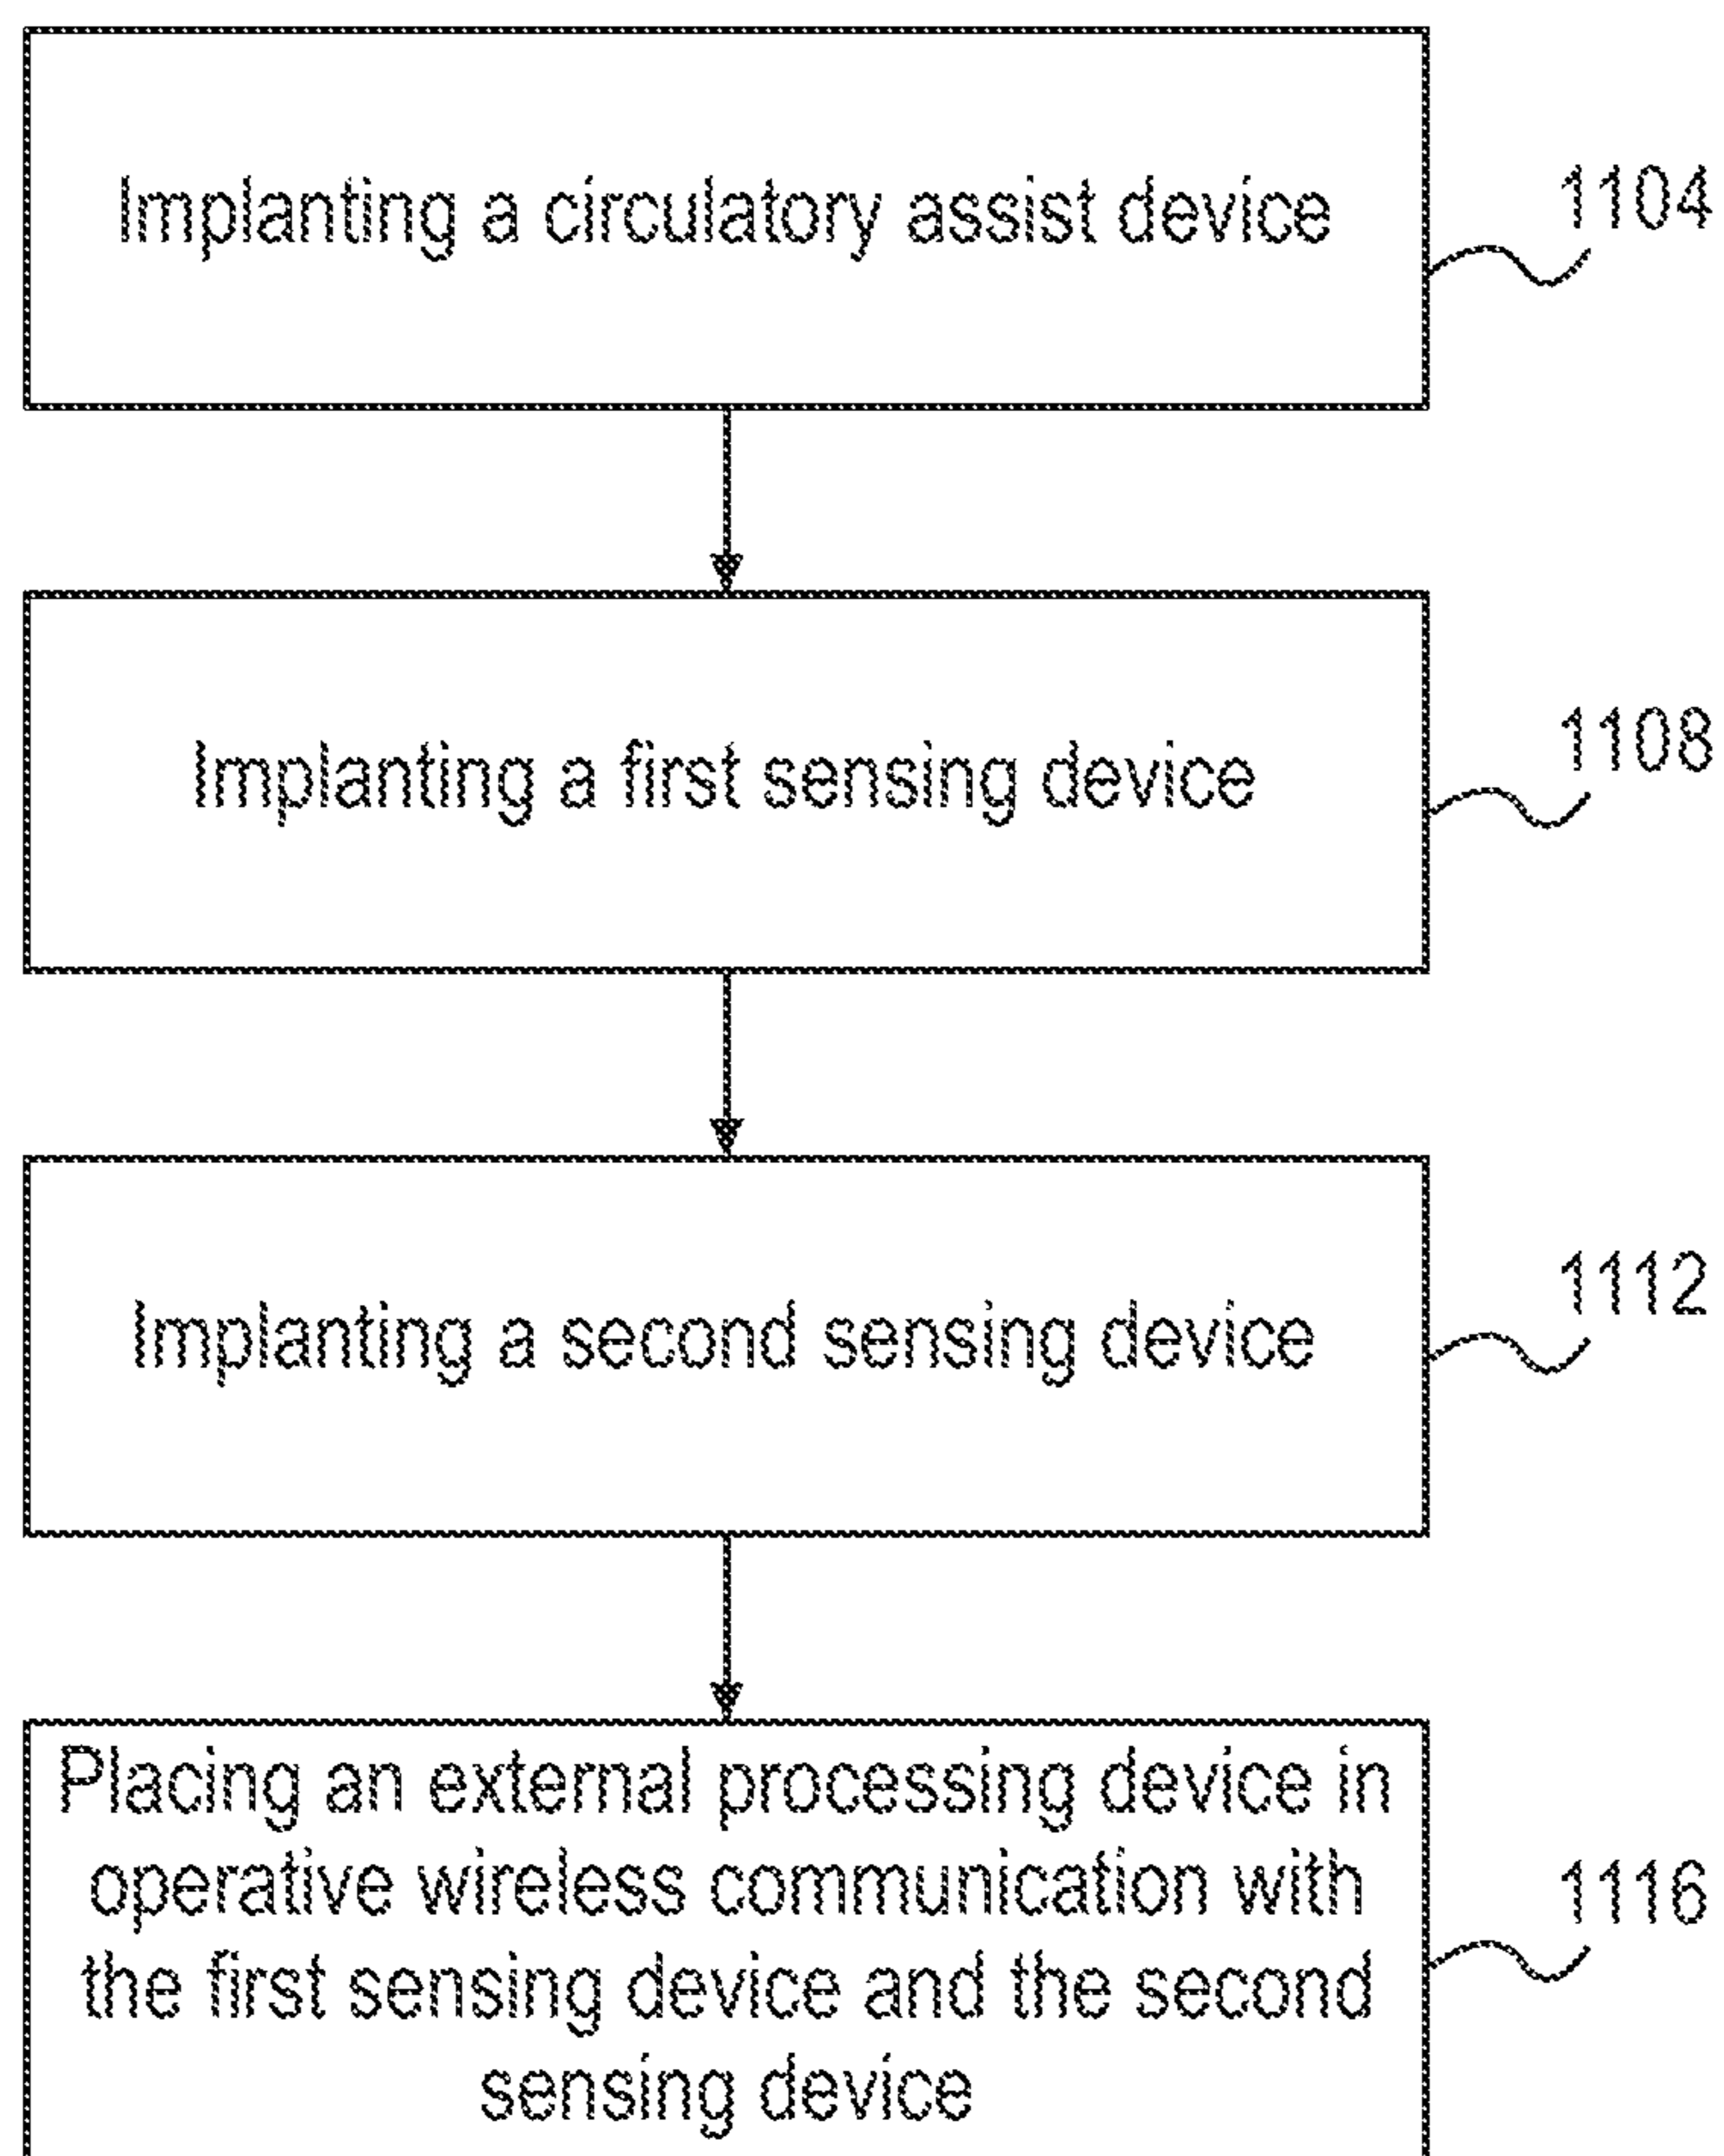 Implanting a circulatory assist device
1104
Implanting a first sensing device
1108
Implanting a second sensing device
1112
Placing an external processing device in
operative wireless communication with
the first sensing device and the second
sensing device
1116